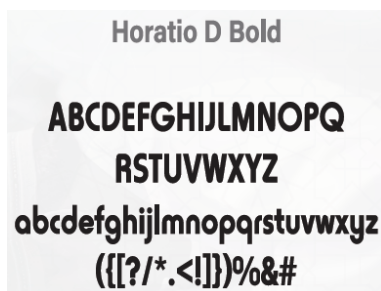 Horatio D Bold
ABCDEFGHIJLMNOPQ
RSTUVWXYZ
abcdefghijlmnopqrstuvwxyz
({[?/*.<!]})%&#